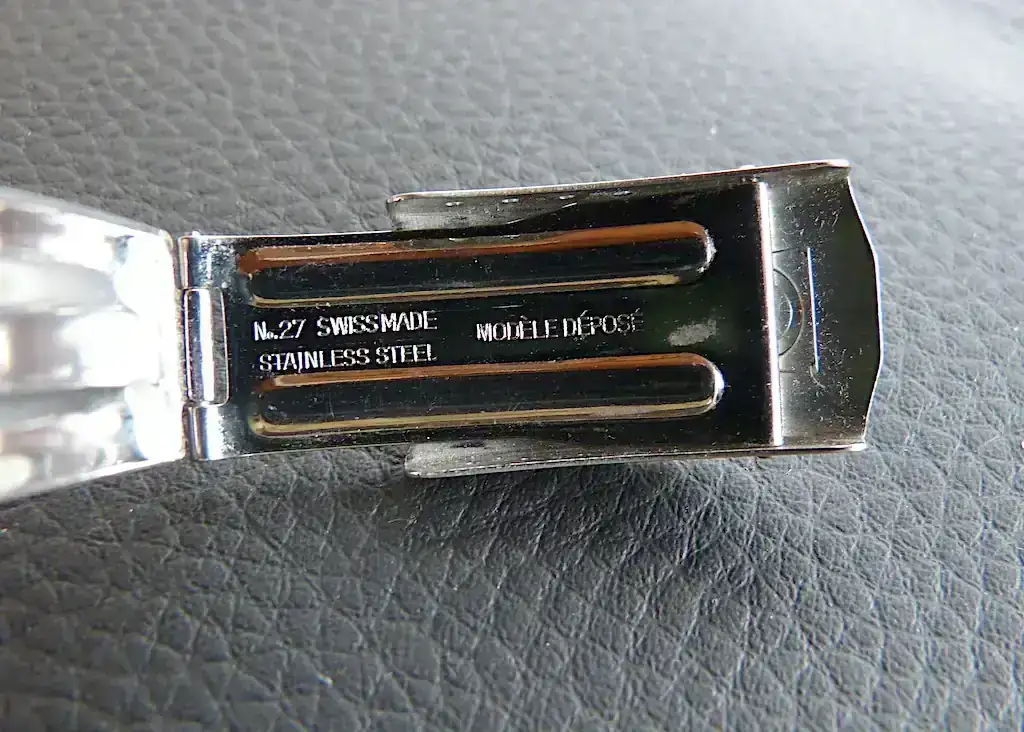 No.27 SWISS MADE
STAINLESS STEEL
MODÈLE DÉPOSÉ